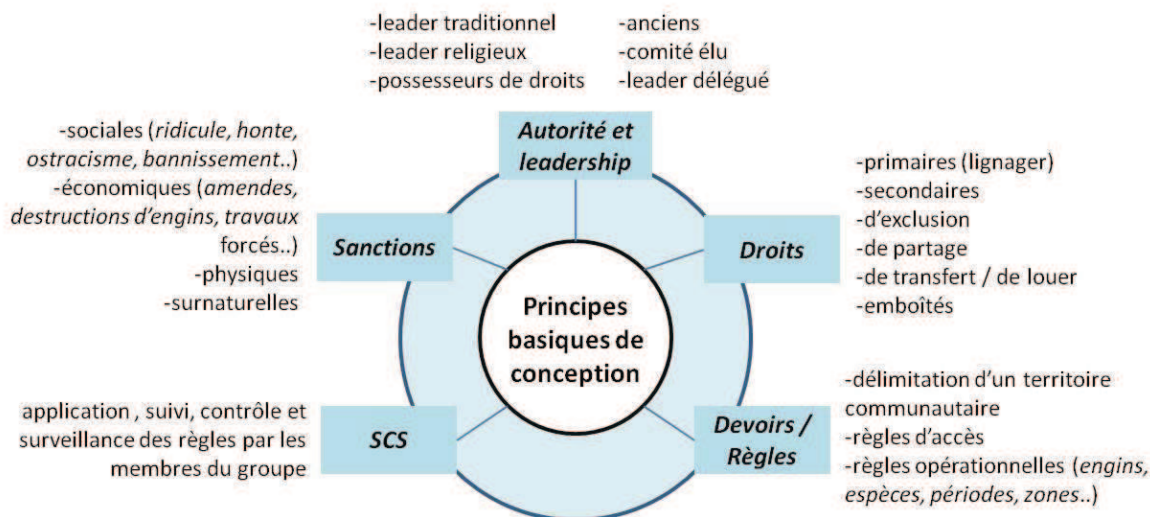 -leader traditionnel
-leader religieux
-possesseurs de droits
-anciens
-comité élu
-leader délégué
Autorité et
leadership
-sociales (ridicule, honte,
ostracisme, bannissement..)
-économiques (amendes,
destructions d'engins, travaux
forcés..)
-physiques
-surnaturelles
Sanctions
Droits
-primaires (lignager)
-secondaires
-d'exclusion
-de partage
-de transfert / de louer
-emboîtés
Principes
basiques de
conception
application , suivi, contrôle et
surveillance des règles par les
membres du groupe
SCS
Devoirs /
Règles
-délimitation d'un territoire
communautaire
-règles d'accès
-règles opérationnelles (engins,
espèces, périodes, zones..)